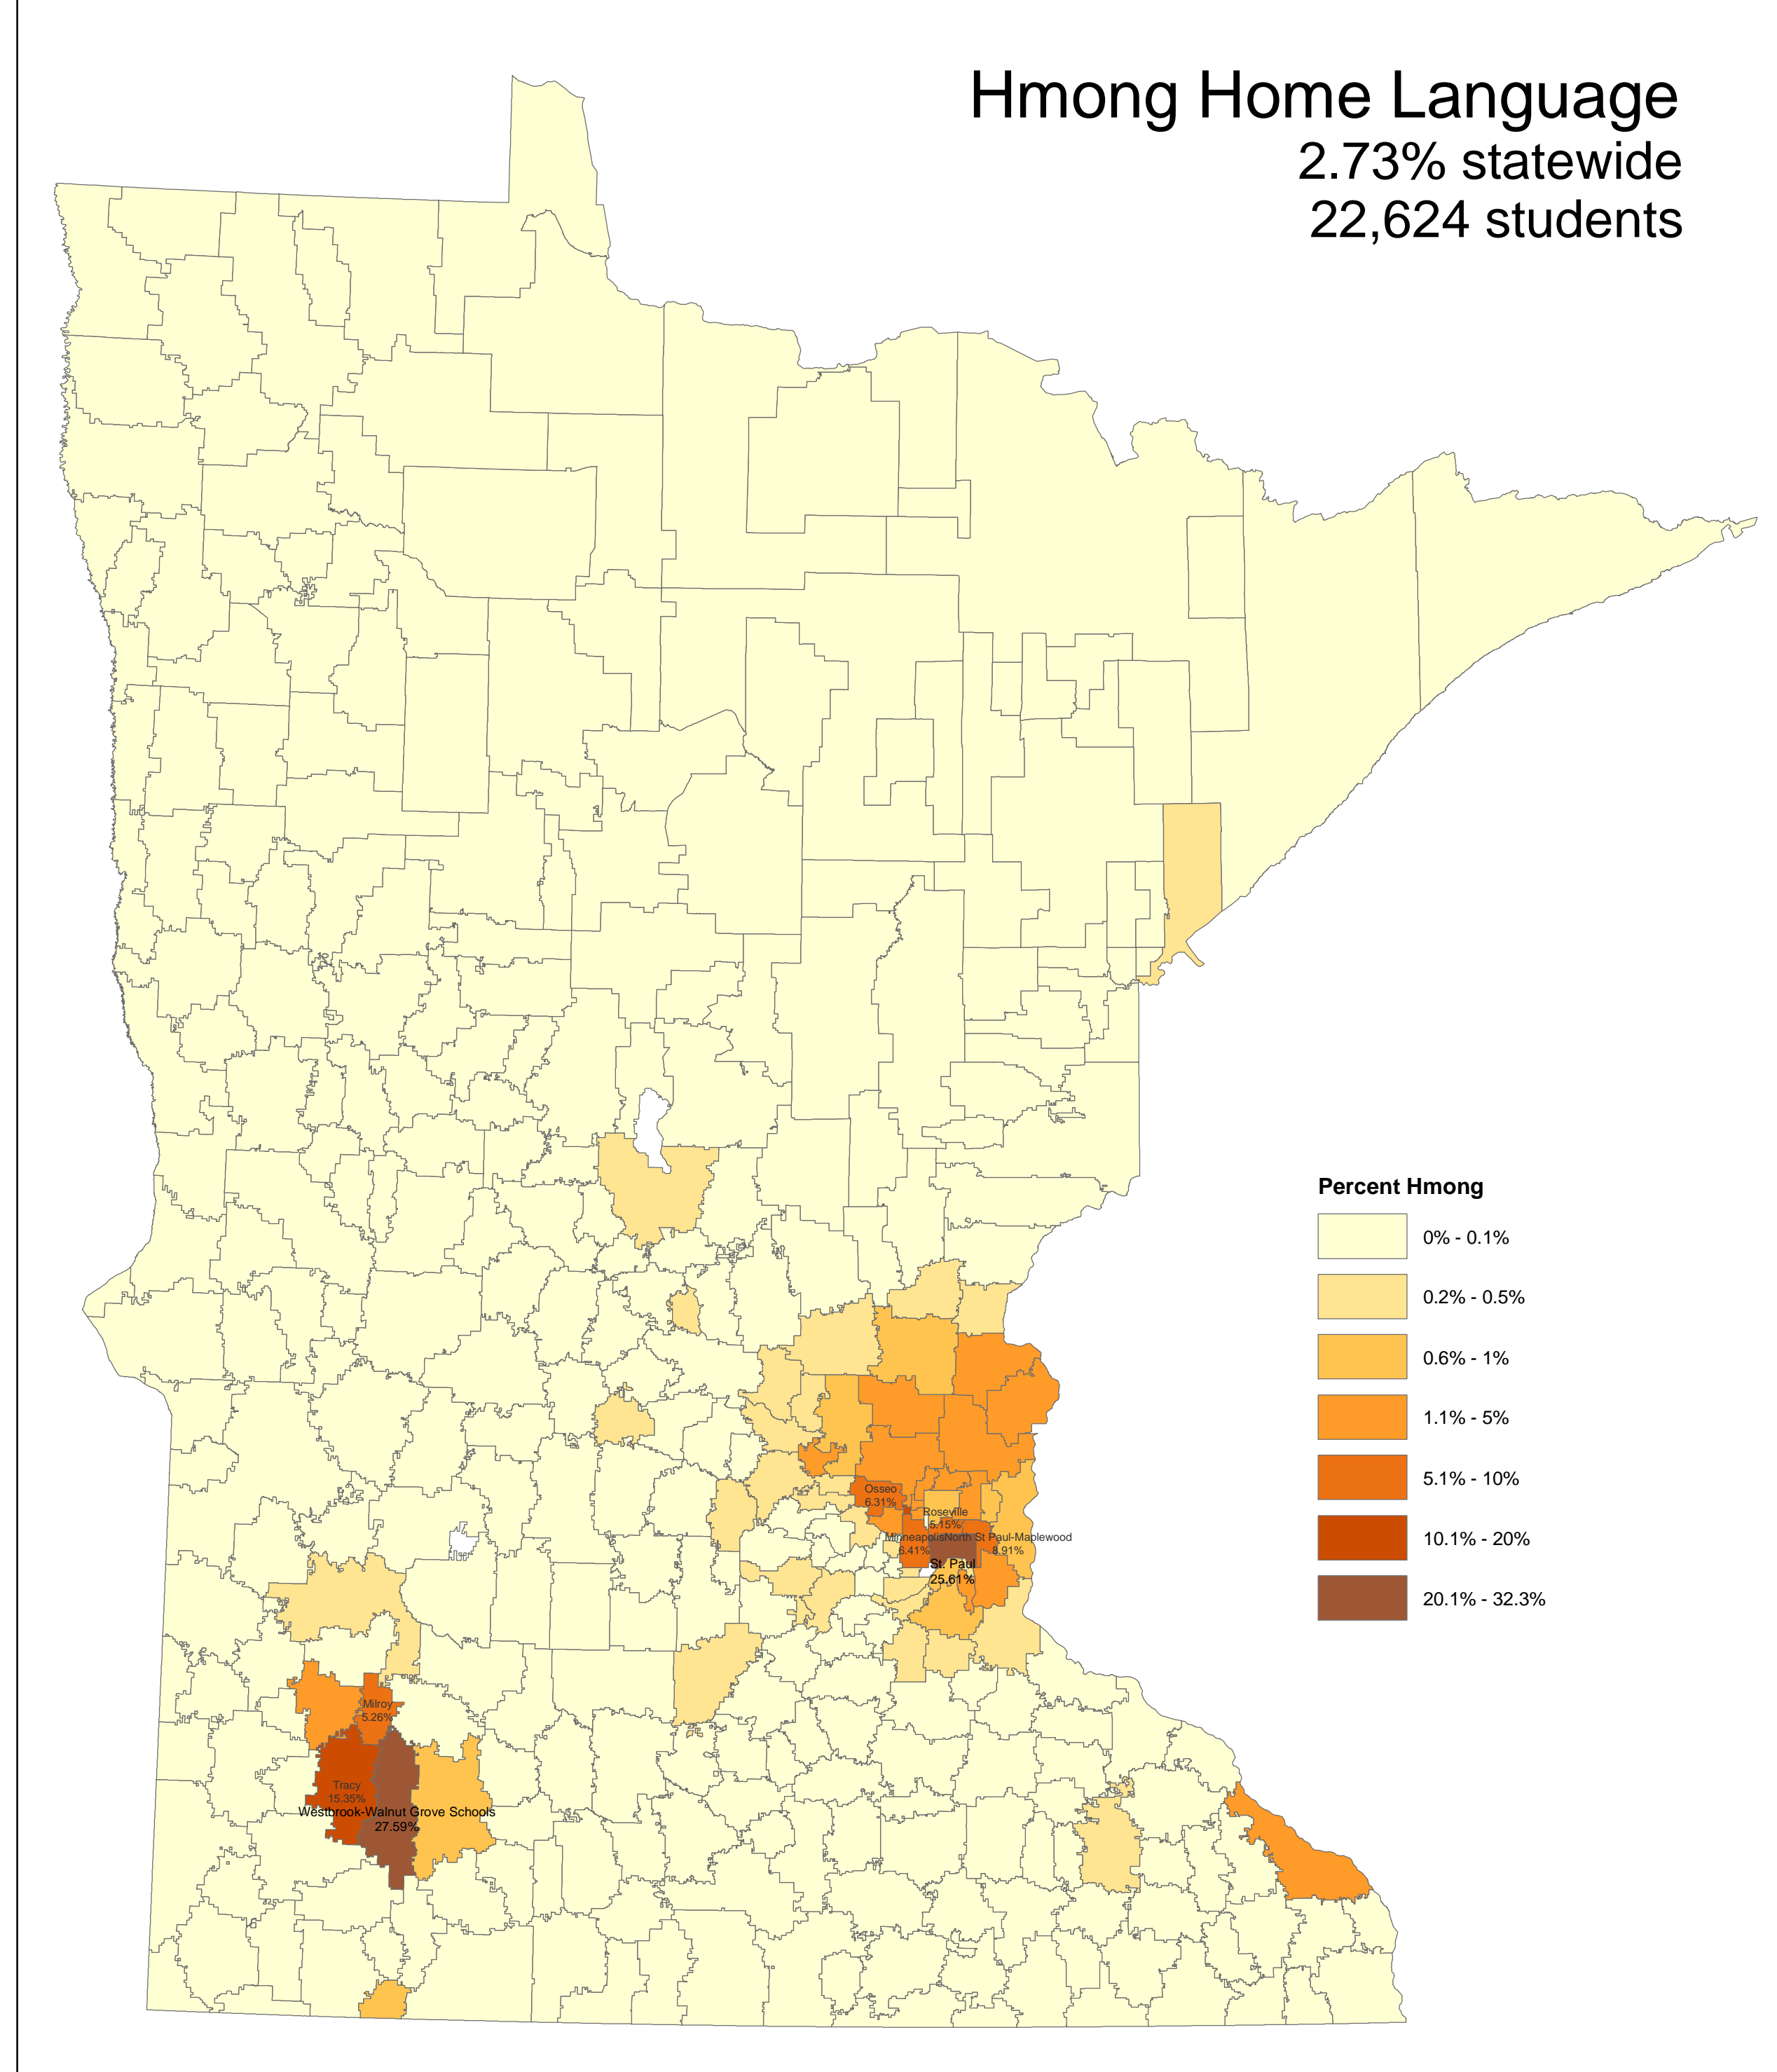 Hmong Home Language
2.73% statewide
22,624 students
Percent Hmong
0% - 0.1%
0.2% - 0.5%
0.6% - 1%
1.1% - 5%
5.1% - 10%
10.1% - 20%
20.1% - 32.3%
Osseo
6.31%
Roseville
5.15%
Minneapolis
6.41%
North St Paul-Maplewood
8.91%
St. Paul
25.61%
Milroy
5.26%
Tracy
15.35%
Westbrook-Walnut Grove Schools
27.59%